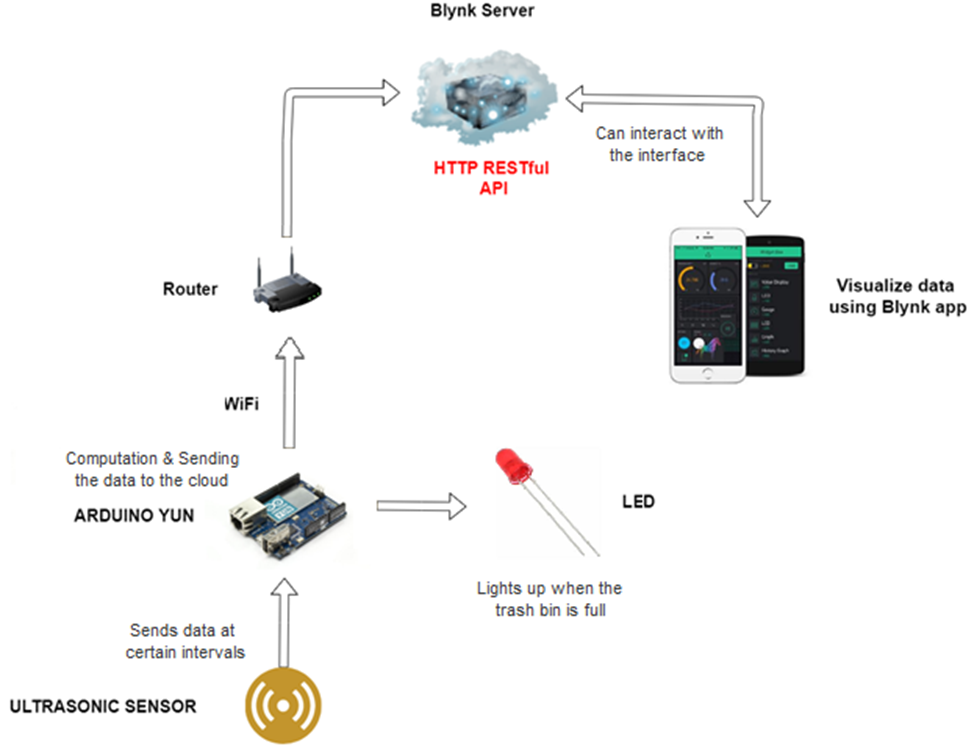 Blynk Server
HTTP RESTful
API
Can interact with
the interface
Router
Visualize data
using Blynk app
WiFi
Computation & Sending
the data to the cloud
ARDUINO YUN
LED
Lights up when the
trash bin is full
Sends data at
certain intervals
ULTRASONIC SENSOR